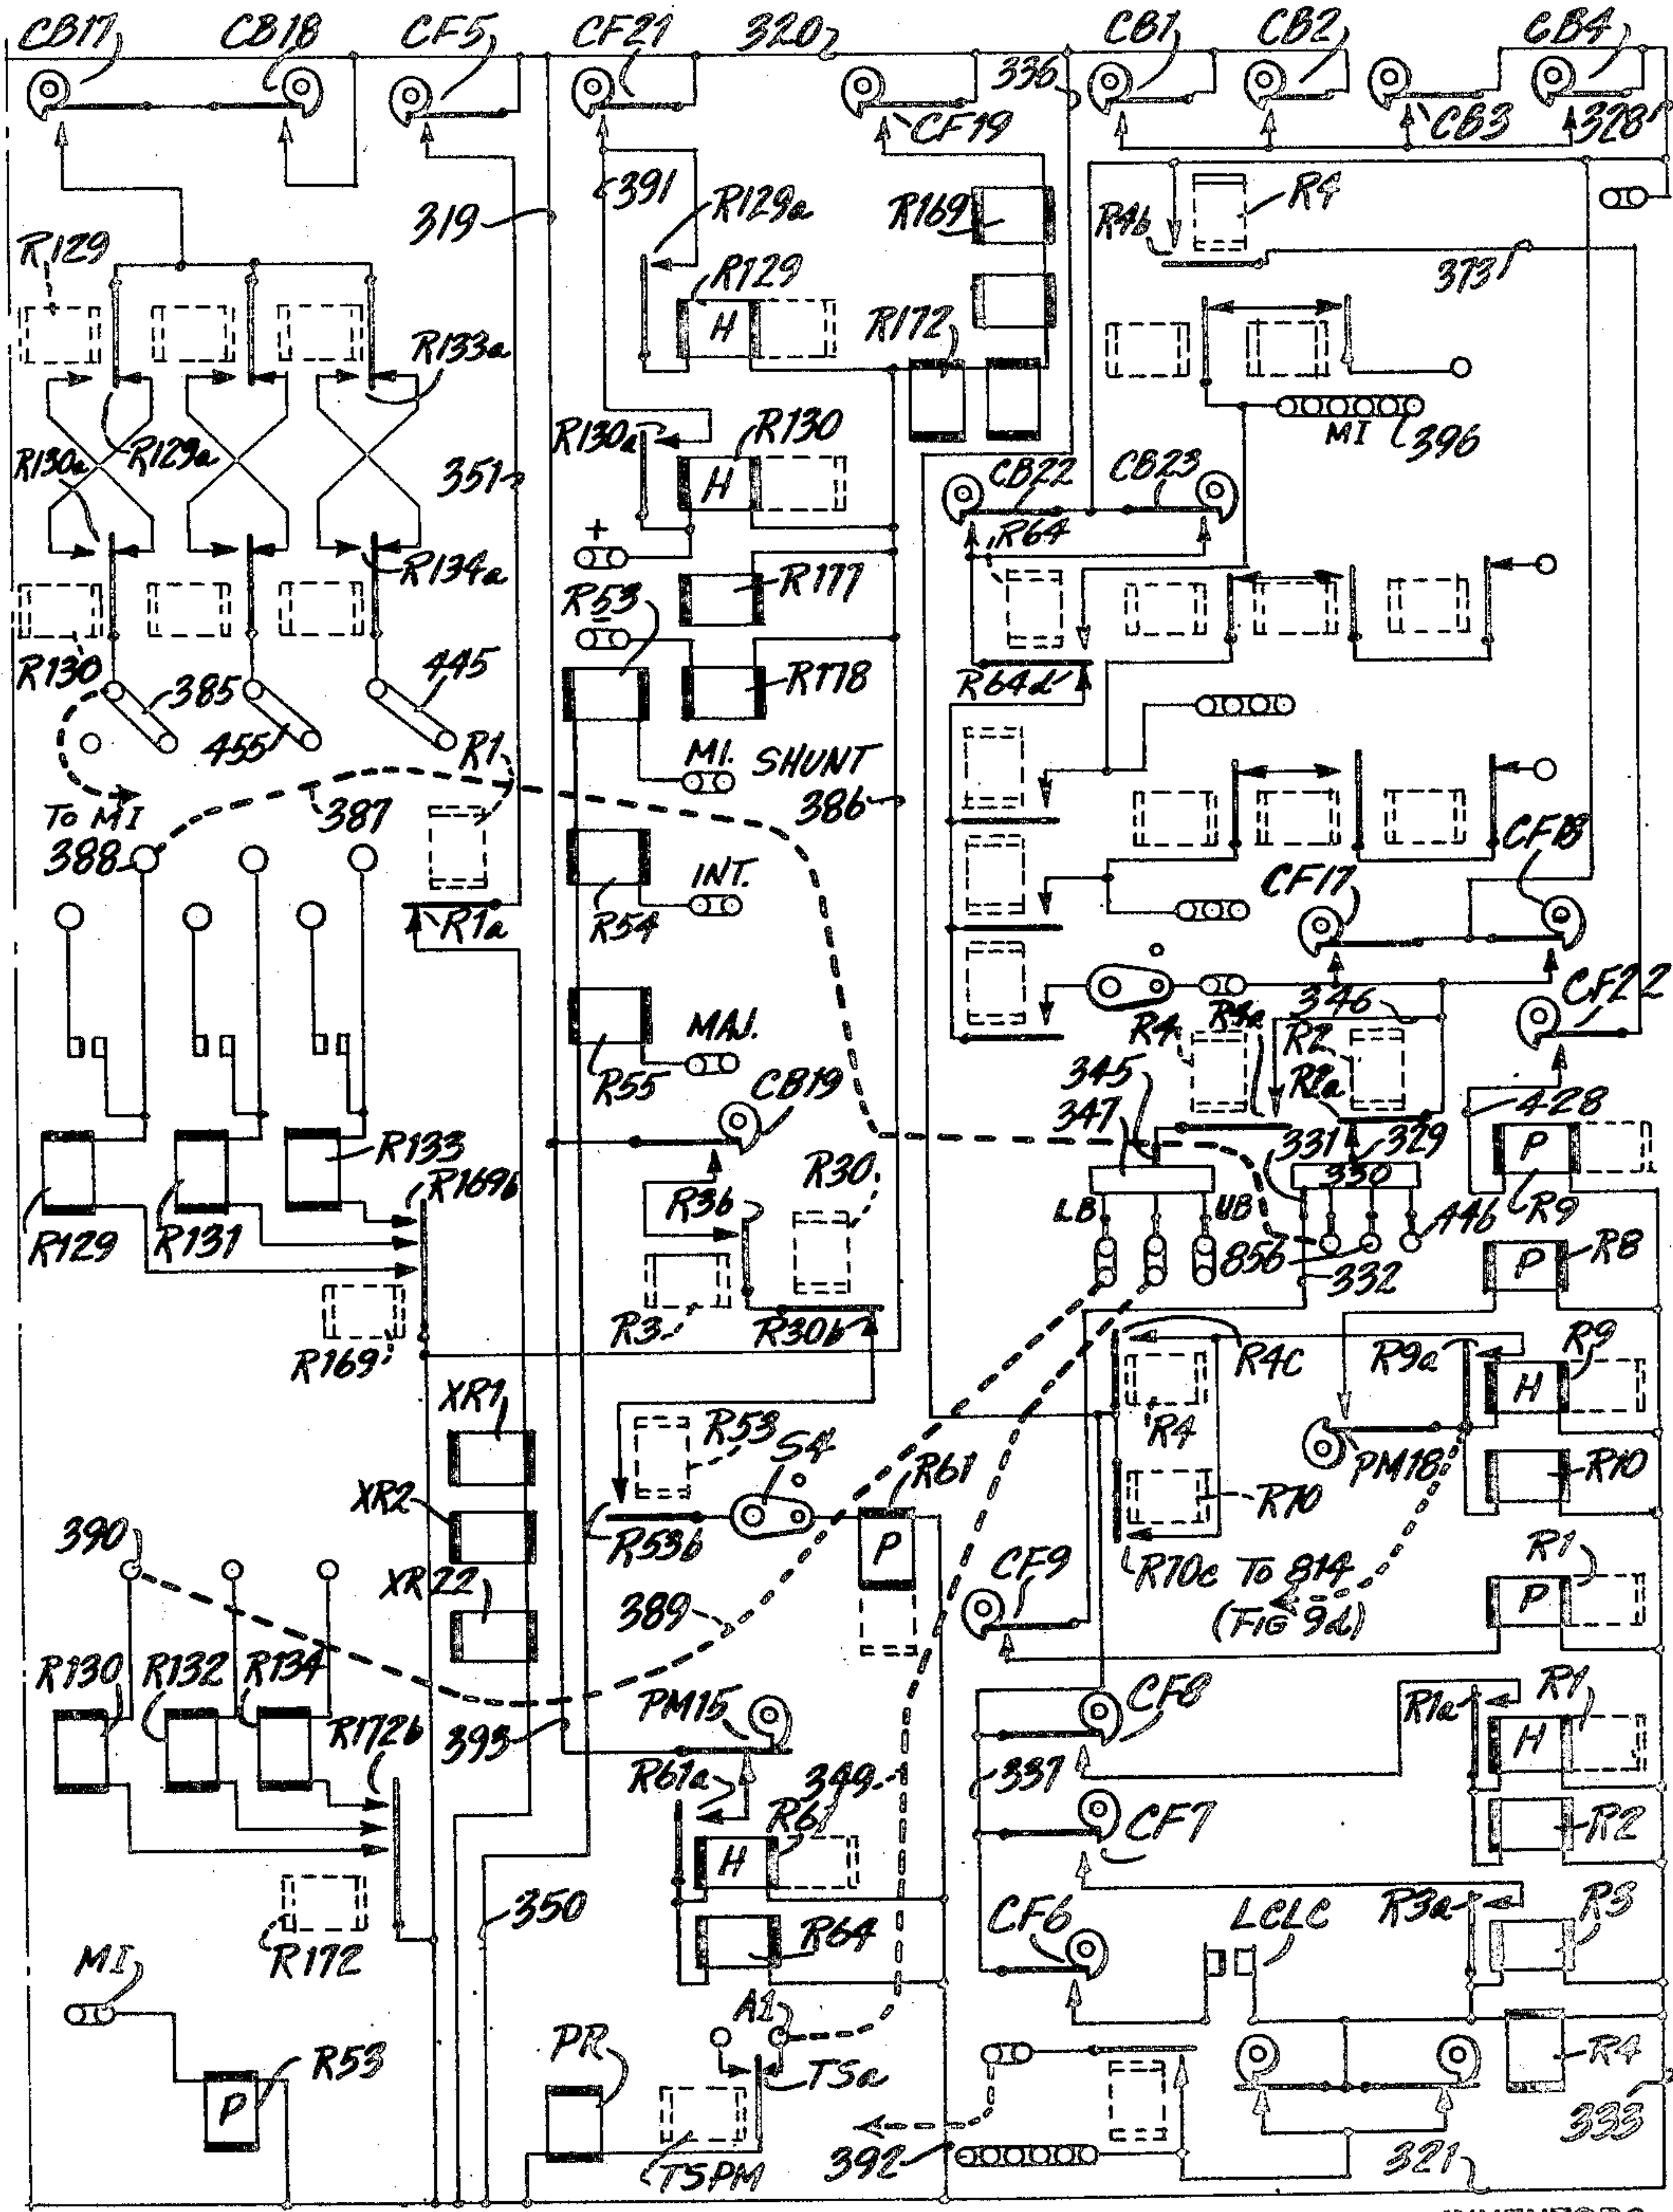 CB17
CB18
CF5
CF21
320
CB1
CB2
CB4
336
CF19
CB3
328
391
R129a
R169
R4
R4b
319
R129
R129
H
373
R172
R133a
R130a
R130
MI
396
R130a
R129a
351
H
CB22
CB23
+
R64
R134a
R177
R53
R130
385
445
R178
R64d
455
R1
MI.
SHUNT
386
TO MI
387
388
CF18
INT.
CF17
R1a
R54
CF22
346
MAJ.
R4
R4a
R2
R55
345
R2a
CB19
347
428
331
329
R133
P
R30
330
R169b
R3b
LB
UB
446
R9
R129
R131
856
R8
332
P
R3
R30b
R169
R4C
R9a
R9
XR1
H
R53
S4
R4
R61
PM18
R10
XR2
R70
390
R53b
P
R1
R70c
TO 814
XR22
CF9
P
389
(FIG 9d)
R130
R132
R134
PM15
CF8
R1a
R1
R172b
393
H
R61a
349
337
R61
CF7
R2
H
350
CF6
LCLC
R3a
R3
R64
R172
MI
A1
PR
R4
R53
TSa
P
333
392
TSPM
321